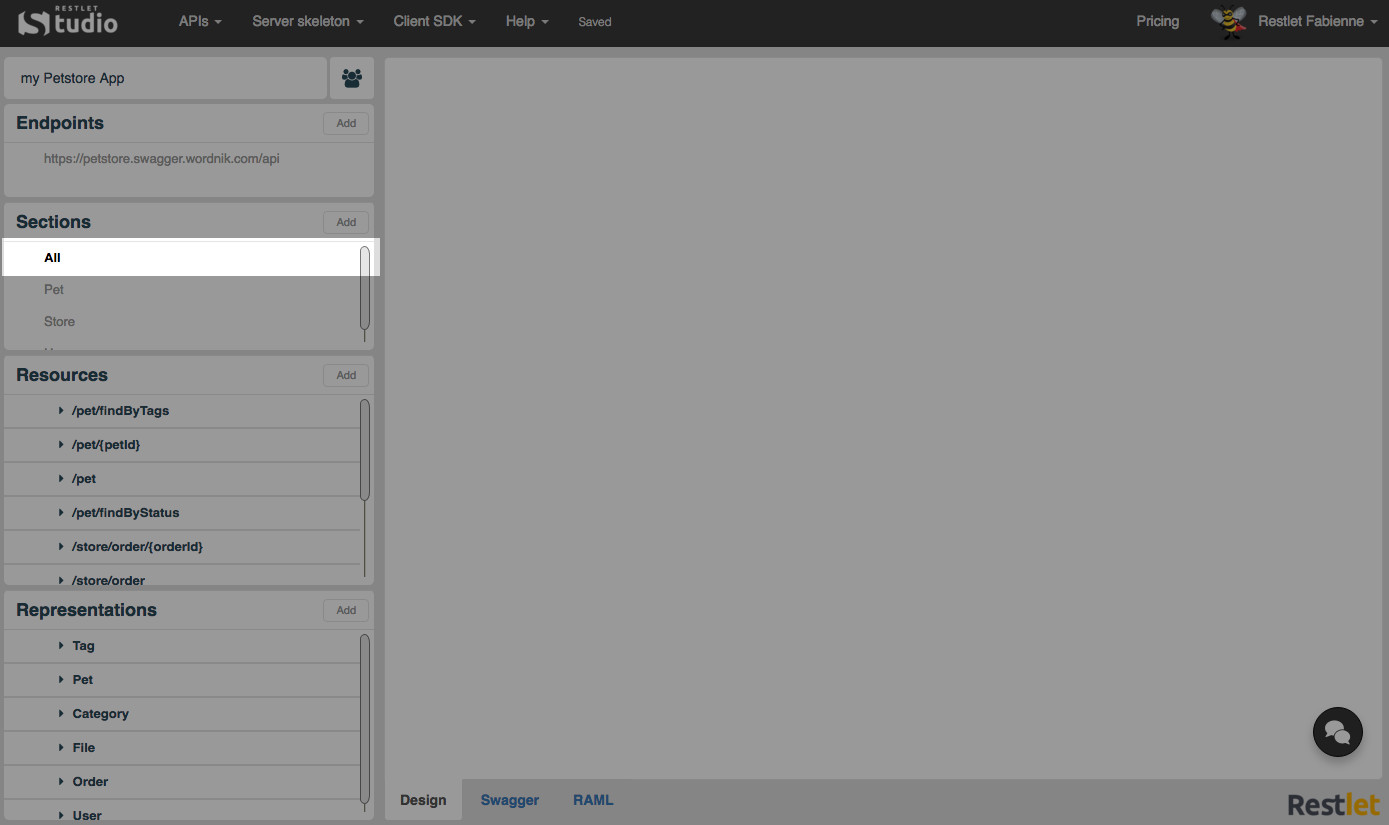 RESTLET
Studio
APIs
Server skeleton
Client SDK
Help
Saved
Pricing
Restlet Fabienne
my Petstore App
Endpoints
Add
https://petstore.swagger.wordnik.com/api
Sections
Add
All
Pet
Store
Resources
Add
/pet/findByTags
/pet/{petId}
/pet
/pet/findByStatus
/store/order/{orderId}
/store/order
Representations
Add
Tag
Pet
Category
File
Order
User
Design
Swagger
RAML
Restlet